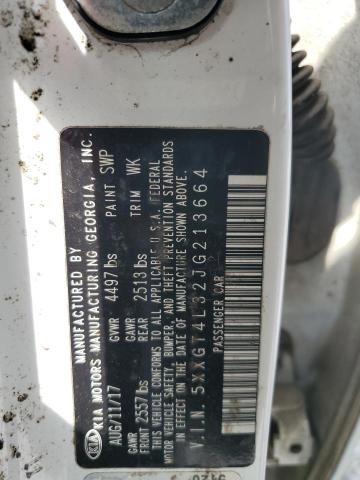 KIA
MANUFACTURED BY
KIA MOTORS MANUFACTURING GEORGIA, INC.
AUG/11/17 GVWR 4497 lbs PAINT SWP
GAWR FRONT 2557 lbs GAWR REAR 2513 lbs TRIM WK
THIS VEHICLE CONFORMS TO ALL APPLICABLE U.S.A. FEDERAL
MOTOR VEHICLE SAFETY, BUMPER, AND THEFT PREVENTION STANDARDS
IN EFFECT ON THE DATE OF MANUFACTURE SHOWN ABOVE.
V.I.N. 5XXGT4L32JG213664
PASSENGER CAR